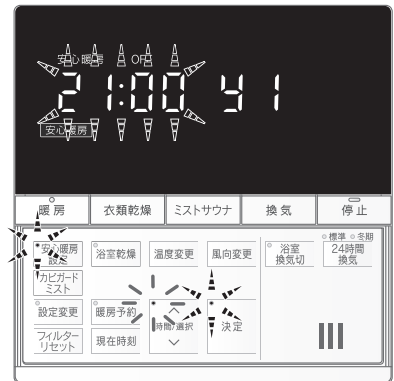 安心暖房 OFF
21:00 y 1
安心暖房
暖房 衣類乾燥 ミストサウナ 換気 停止
標準 冬期
安心暖房
設定
浴室乾燥 温度変更 風向変更
浴室
換気切
24時間
換気
カビガード
ミスト
設定変更 暖房予約
時間/選択
決定
フィルター
リセット
現在時刻